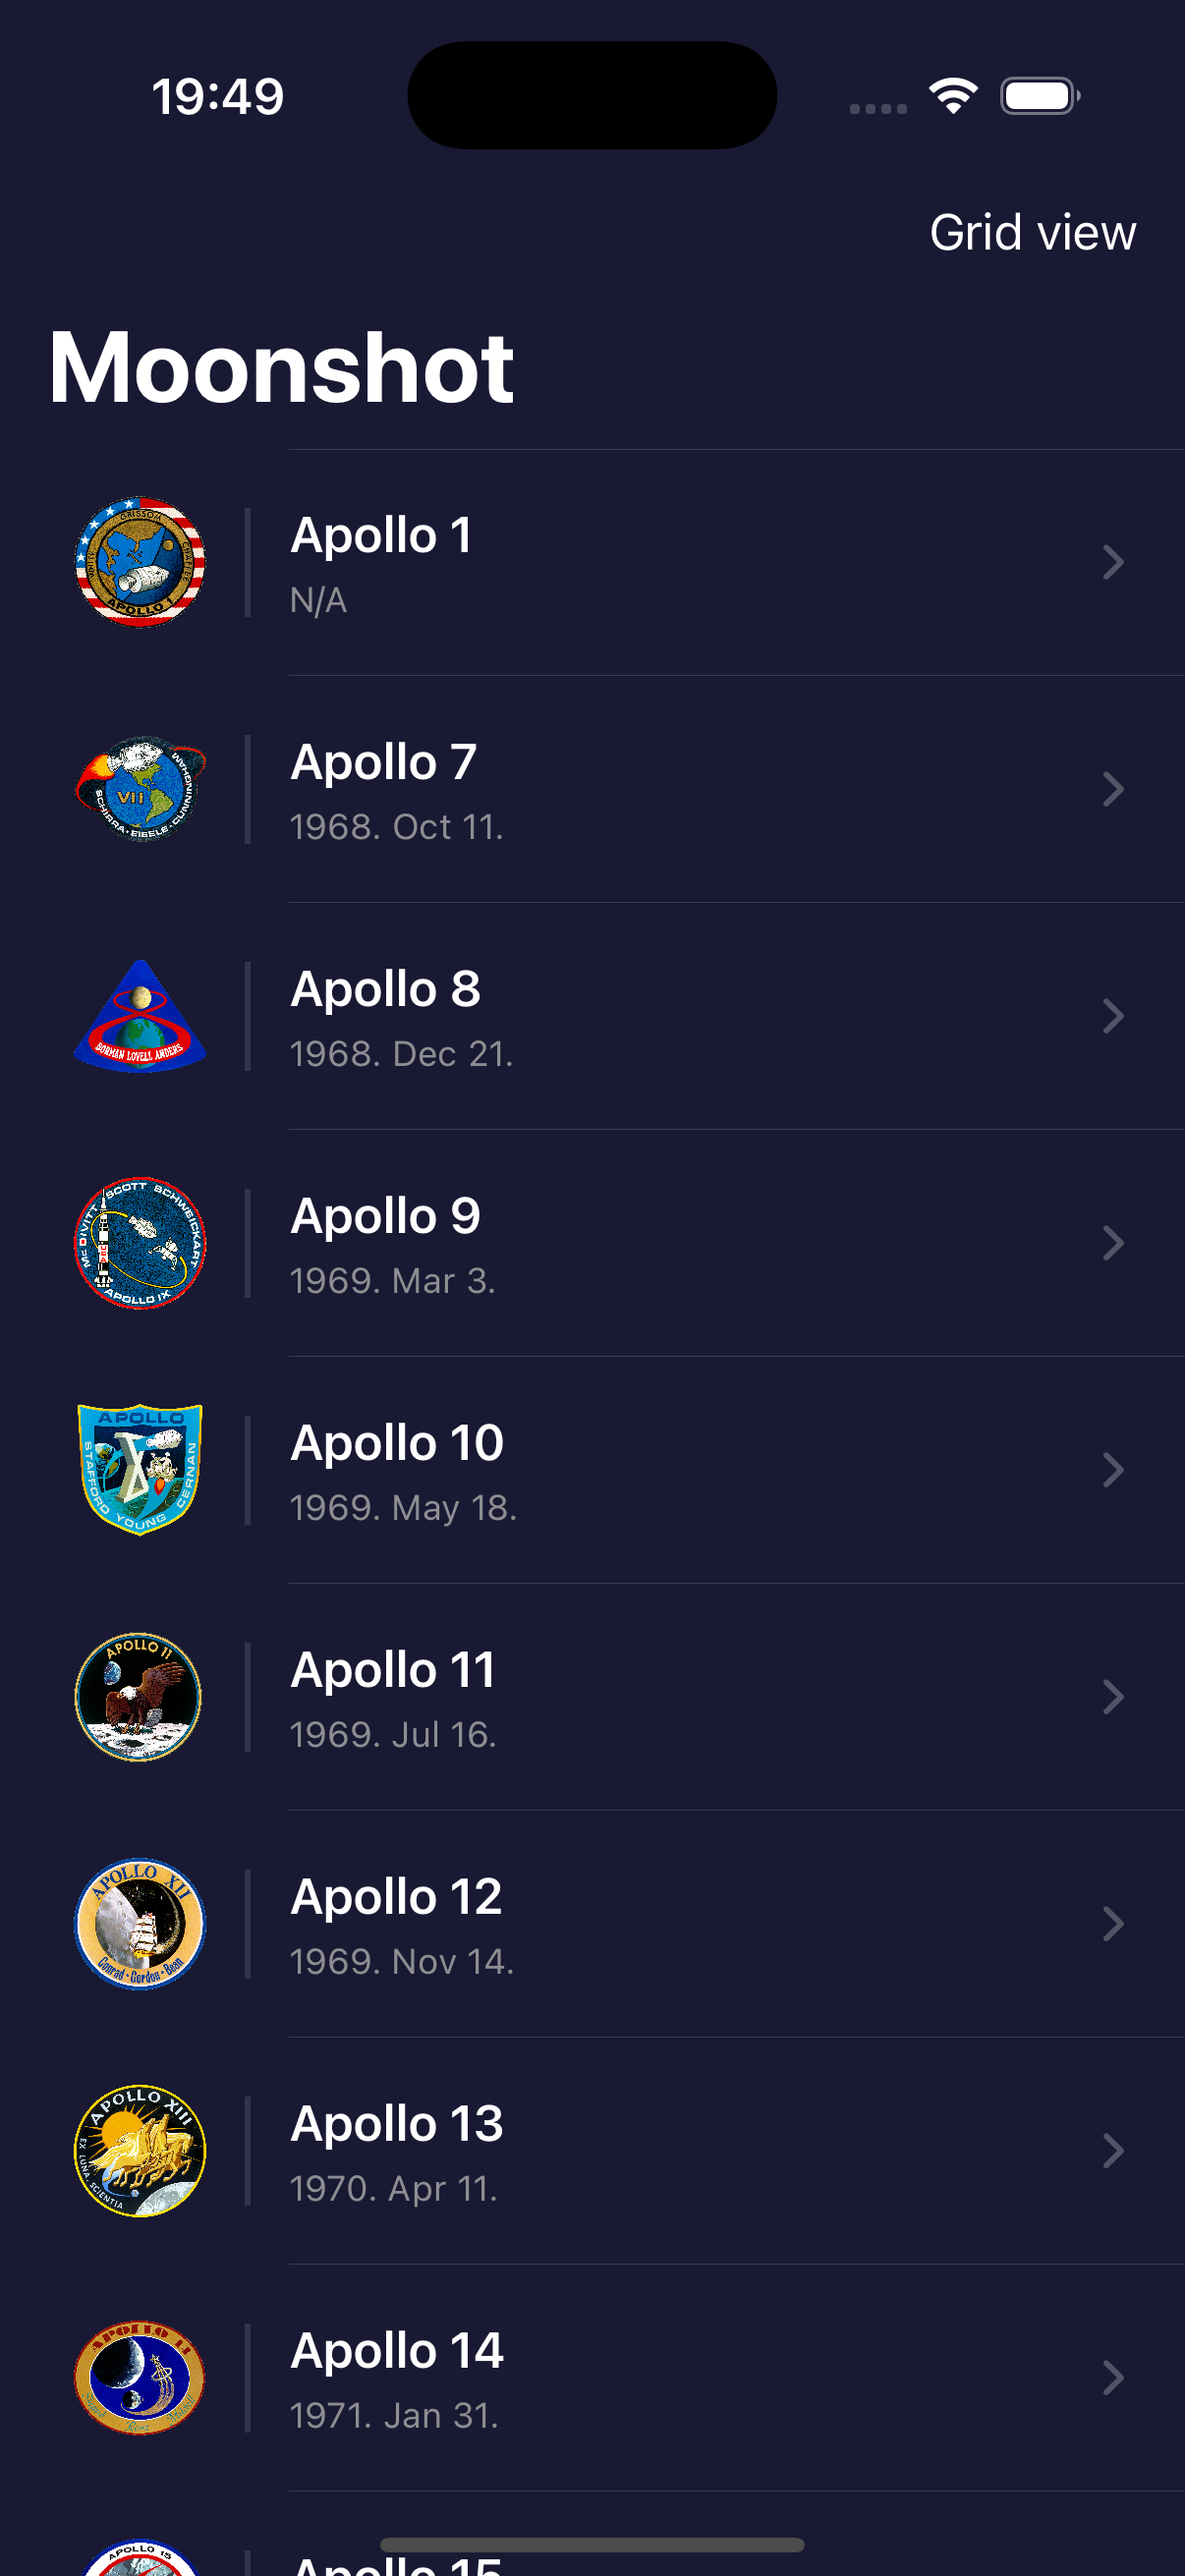 19:49
Grid view
Moonshot
GRISSOM
APOLLO 1
Apollo 1
N/A
VII
SCHIRRA • EISELE • CUNNINGHAM
Apollo 7
1968. Oct 11.
BORMAN LOVELL ANDERS
Apollo 8
1968. Dec 21.
McDIVITT SCOTT SCHWEICKART
APOLLO IX
Apollo 9
1969. Mar 3.
APOLLO
STAFFORD YOUNG CERNAN
Apollo 10
1969. May 18.
APOLLO 11
Apollo 11
1969. Jul 16.
APOLLO XII
Conrad • Gordon • Bean
Apollo 12
1969. Nov 14.
APOLLO XIII
EX LUNA, SCIENTIA
Apollo 13
1970. Apr 11.
APOLLO 14
Apollo 14
1971. Jan 31.
APOLLO 15
Apollo 15